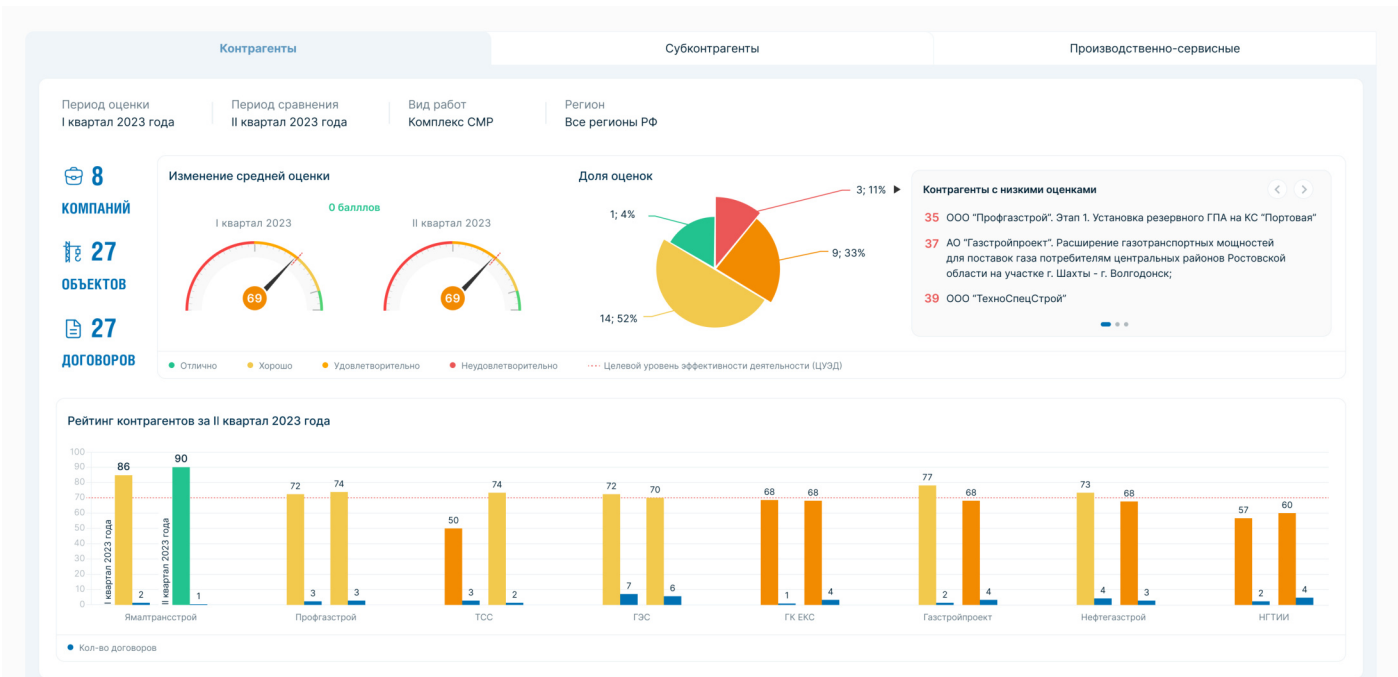 Контрагенты
Субконтрагенты
Производственно-сервисные
Период оценки
I квартал 2023 года
Период сравнения
II квартал 2023 года
Вид работ
Комплекс СМР
Регион
Все регионы РФ
8
КОМПАНИЙ
27
ОБЪЕКТОВ
27
ДОГОВОРОВ
Изменение средней оценки
0 балллов
I квартал 2023
II квартал 2023
69
69
Доля оценок
3; 11%
1; 4%
9; 33%
14; 52%
Контрагенты с низкими оценками
35 ООО "Профгазстрой". Этап 1. Установка резервного ГПА на КС "Портовая"
37 АО "Газстройпроект". Расширение газотранспортных мощностей
для поставок газа потребителям центральных районов Ростовской
области на участке г. Шахты - г. Волгодонск;
39 ООО "ТехноСпецСтрой"
Отлично
Хорошо
Удовлетворительно
Неудовлетворительно
Целевой уровень эффективности деятельности (ЦУЭД)
Рейтинг контрагентов за II квартал 2023 года
100
90
80
70
60
50
40
30
20
10
0
86
I квартал 2023 года
2
90
II квартал 2023 года
1
72
3
74
3
50
3
74
2
72
7
70
6
68
1
68
4
77
2
68
4
73
4
68
3
57
2
60
4
Ямалтрансстрой
Профгазстрой
ТСС
ГЭС
ГК ЕКС
Газстройпроект
Нефтегазстрой
НГТИИ
Кол-во договоров